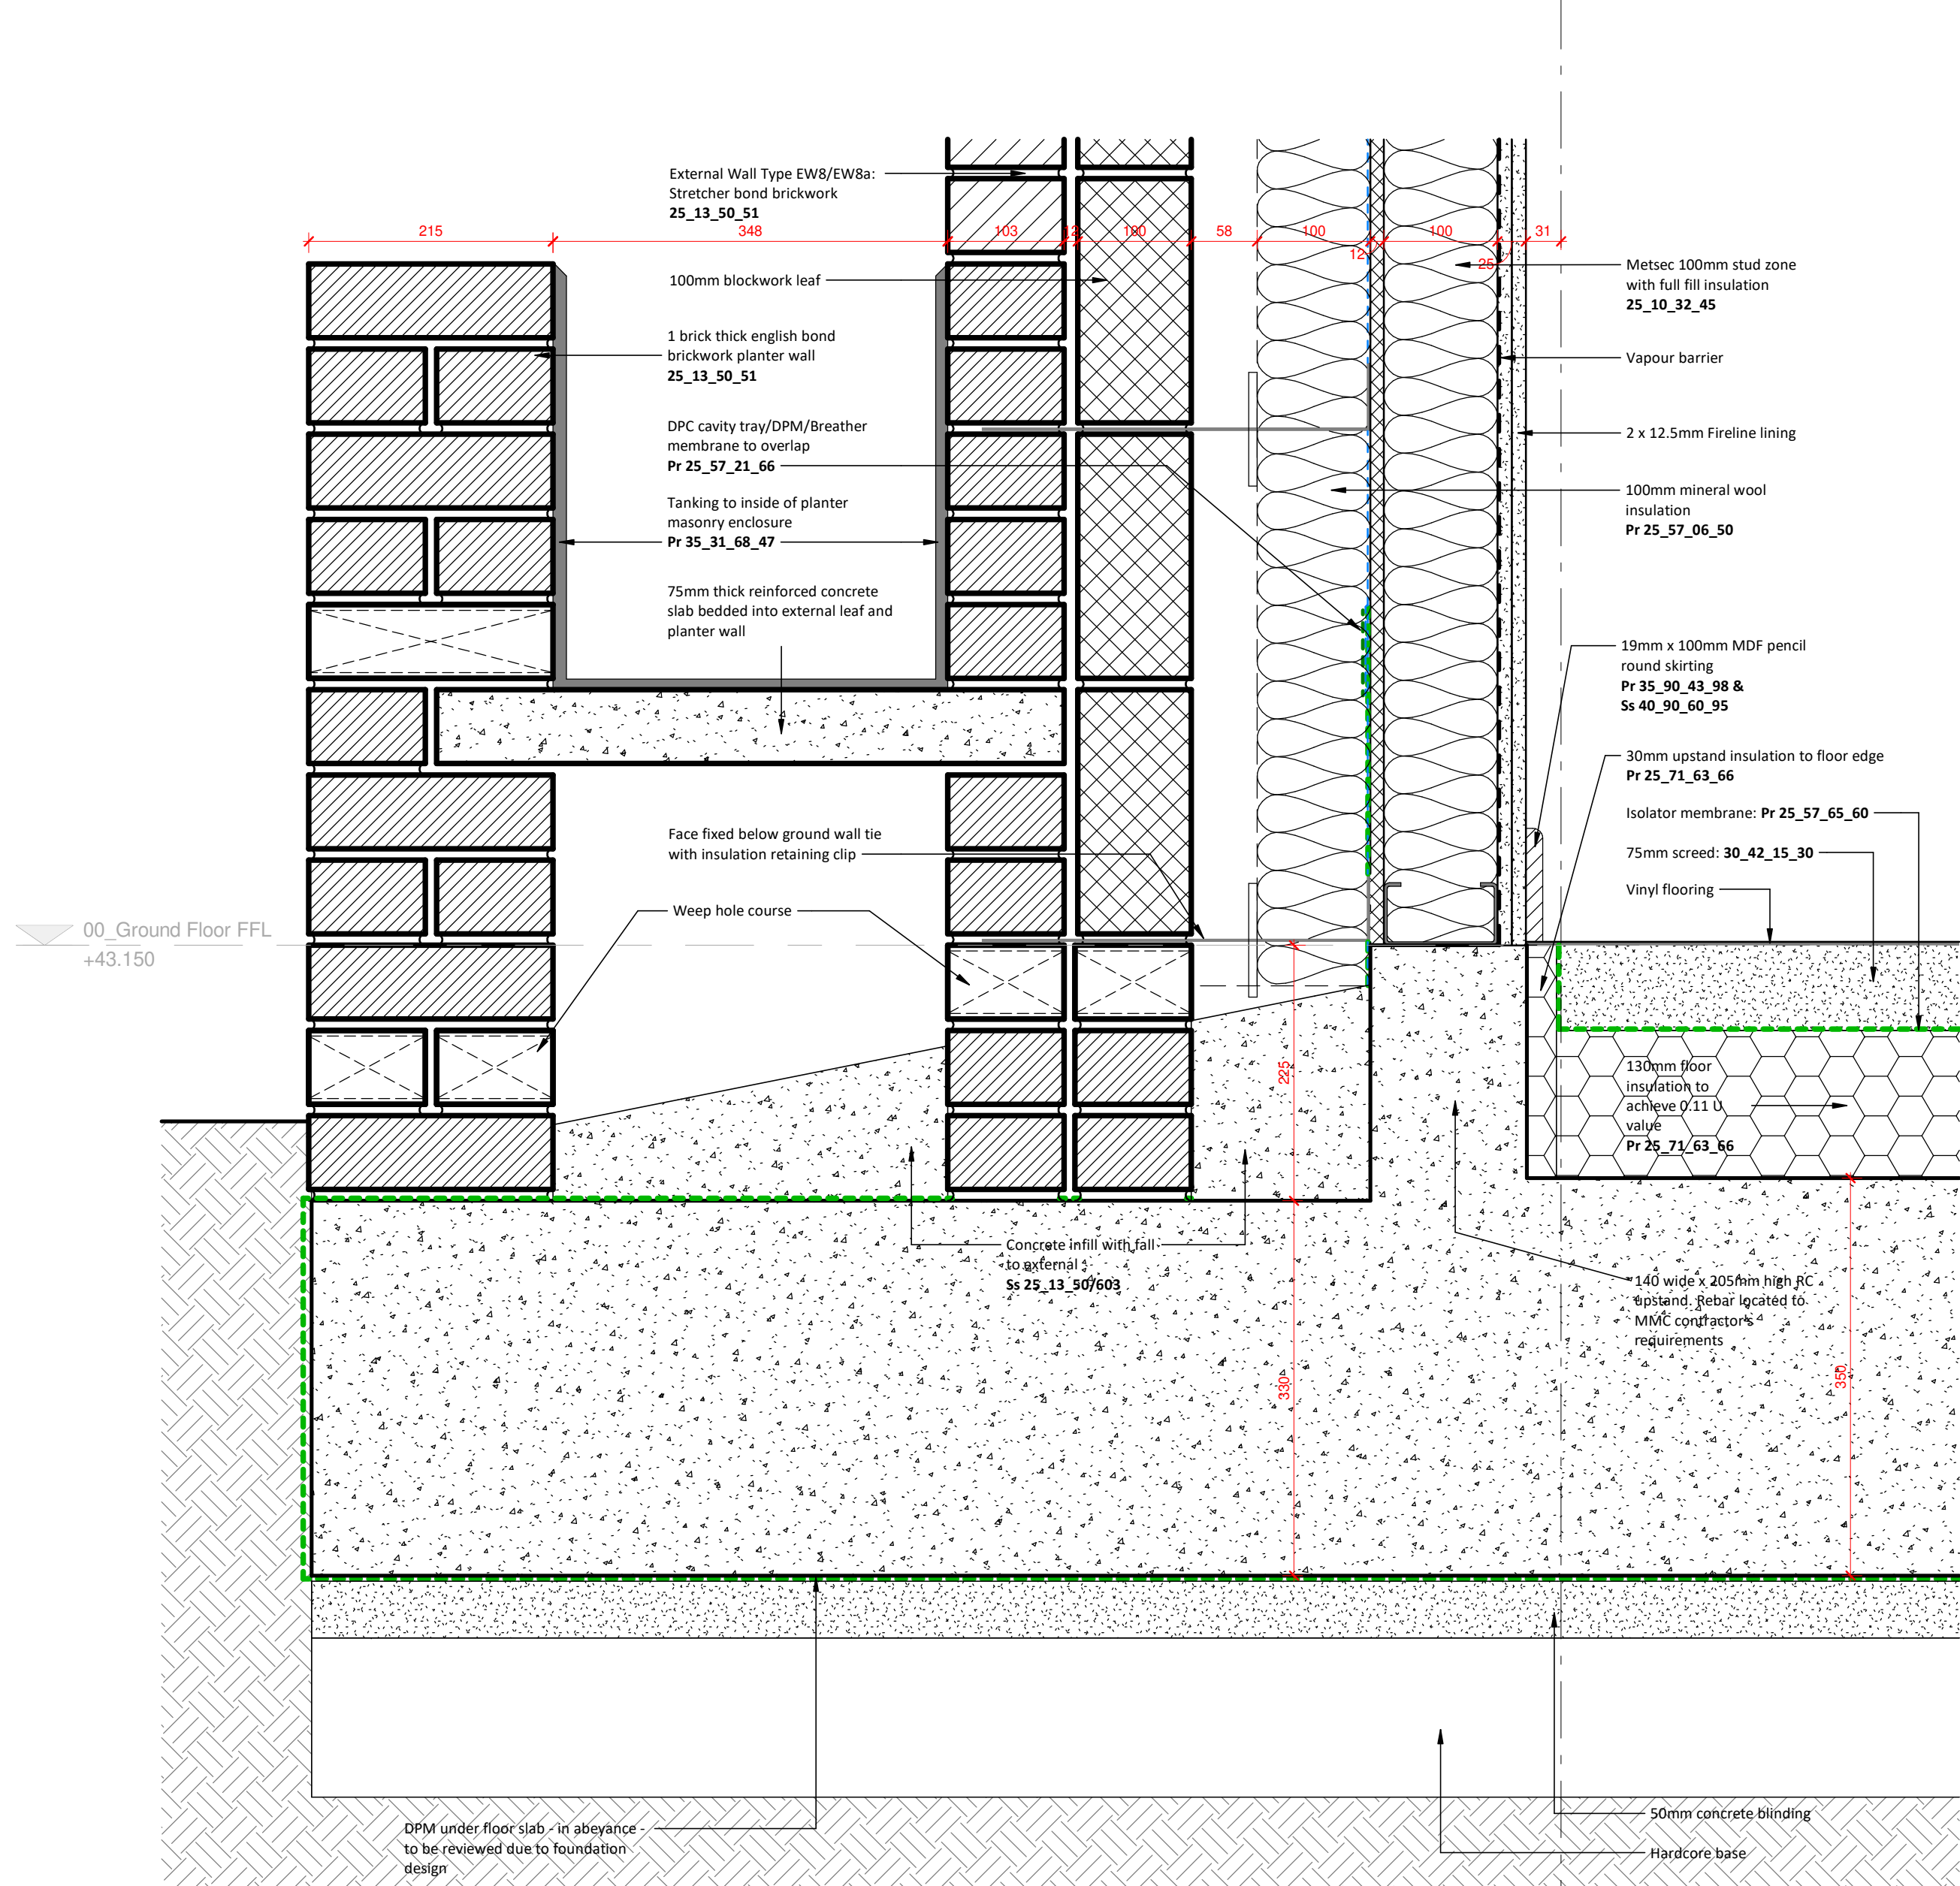 External Wall Type EW8/EW8a:
Stretcher bond brickwork
25_13_50_51
215
348
103
12
100
58
100
12
100
25
31
100mm blockwork leaf
1 brick thick english bond
brickwork planter wall
25_13_50_51
DPC cavity tray/DPM/Breather
membrane to overlap
Pr 25_57_21_66
Tanking to inside of planter
masonry enclosure
Pr 35_31_68_47
75mm thick reinforced concrete
slab bedded into external leaf and
planter wall
Face fixed below ground wall tie
with insulation retaining clip
Weep hole course
00_Ground Floor FFL
+43.150
Metsec 100mm stud zone
with full fill insulation
25_10_32_45
Vapour barrier
2 x 12.5mm Fireline lining
100mm mineral wool
insulation
Pr 25_57_06_50
19mm x 100mm MDF pencil
round skirting
Pr 35_90_43_98 &
Ss 40_90_60_95
30mm upstand insulation to floor edge
Pr 25_71_63_66
Isolator membrane: Pr 25_57_65_60
75mm screed: 30_42_15_30
Vinyl flooring
130mm floor
insulation to
achieve 0.11 U
value
Pr 25_71_63_66
225
330
350
Concrete infill with fall
to external
Ss 25_13_50/603
140 wide x 205mm high RC
upstand. Rebar located to
MMC contractor's
requirements
DPM under floor slab - in abeyance -
to be reviewed due to foundation
design
50mm concrete blinding
Hardcore base